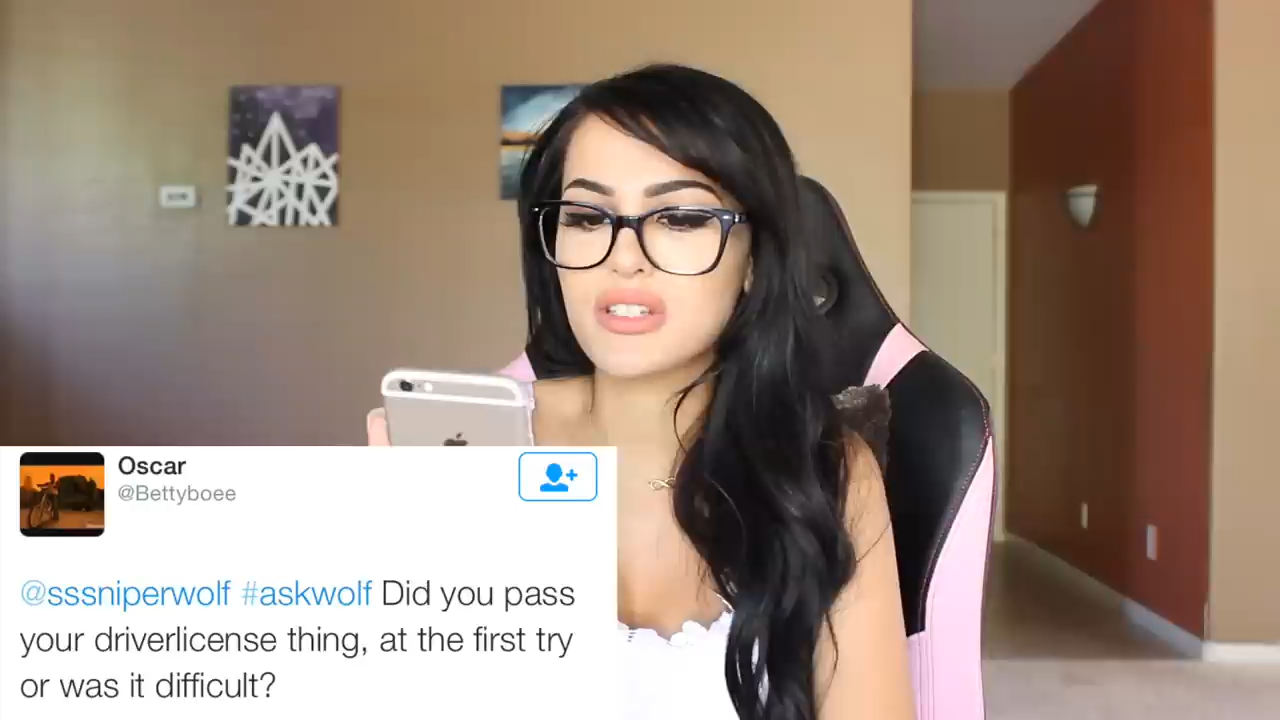 Oscar
@Bettyboee
@sssniperwolf #askwolf Did you pass
your driverlicense thing, at the first try
or was it difficult?